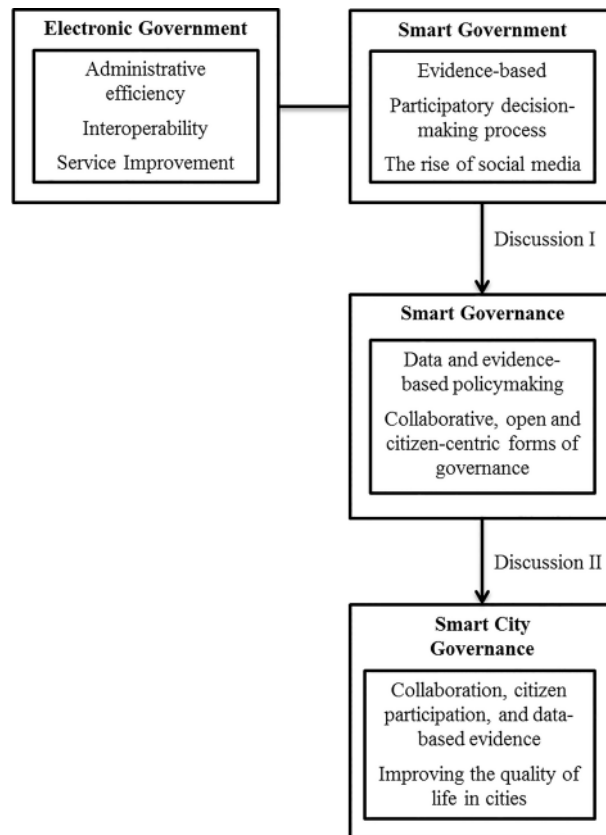 Electronic Government
Administrative
efficiency
Interoperability
Service Improvement
Smart Government
Evidence-based
Participatory decision-
making process
The rise of social media
Discussion I
Smart Governance
Data and evidence-
based policymaking
Collaborative, open and
citizen-centric forms of
governance
Discussion II
Smart City
Governance
Collaboration, citizen
participation, and data-
based evidence
Improving the quality of
life in cities